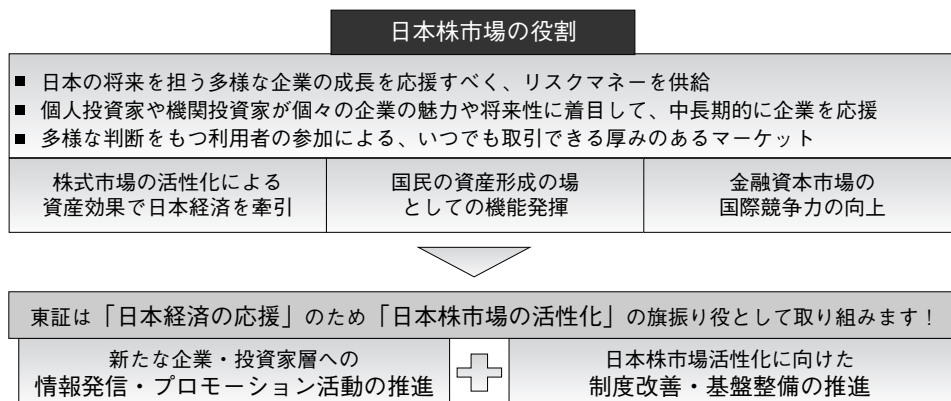 日本株市場の役割
■ 日本の将来を担う多様な企業の成長を応援すべく、リスクマネーを供給
■ 個人投資家や機関投資家が個々の企業の魅力や将来性に着目して、中長期的に企業を応援
■ 多様な判断をもつ利用者の参加による、いつでも取引できる厚みのあるマーケット
株式市場の活性化による
資産効果で日本経済を牽引
国民の資産形成の場
としての機能発揮
金融資本市場の
国際競争力の向上
東証は「日本経済の応援」のため「日本株市場の活性化」の旗振り役として取り組みます！
新たな企業・投資家層への
情報発信・プロモーション活動の推進
日本株市場活性化に向けた
制度改善・基盤整備の推進